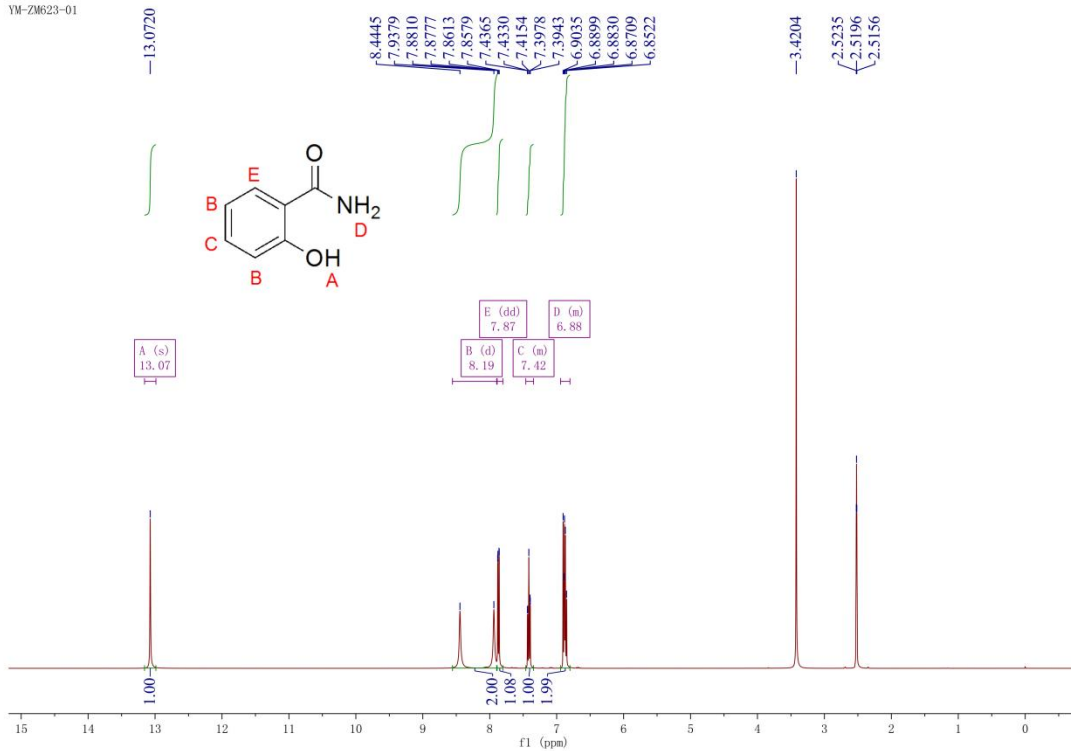 YM-ZM623-01
13.0720
8.4445
7.9379
7.8810
7.8777
7.8613
7.8579
7.4365
7.4330
7.4154
7.3978
7.3943
6.9035
6.8899
6.8830
6.8709
6.8522
3.4204
2.5235
2.5196
2.5156
O
E
B
NH2
D
C
OH
B
A
E (dd)
7.87
D (m)
6.88
A (s)
13.07
B (d)
8.19
C (m)
7.42
1.00
2.00
1.08
1.00
1.99
15 14 13 12 11 10 9 8 7 6 5 4 3 2 1 0
f1 (ppm)